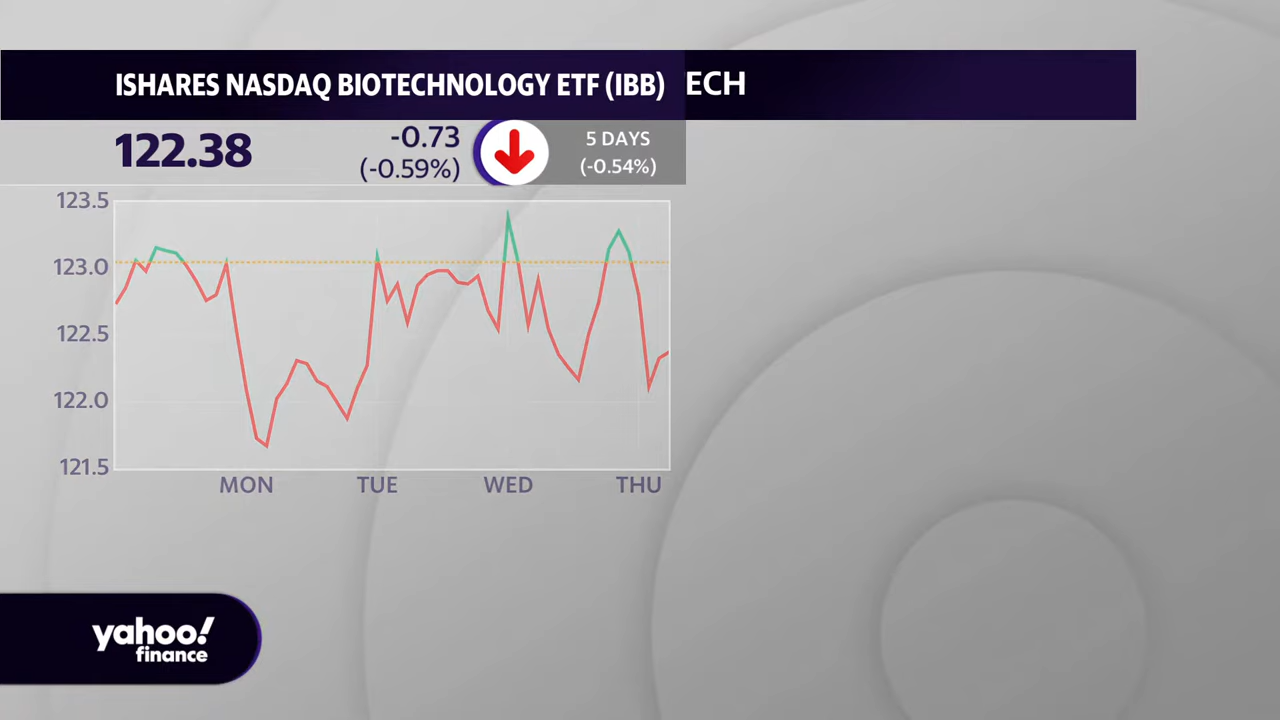 ISHARES NASDAQ BIOTECHNOLOGY ETF (IBB) ECH
122.38
-0.73
(-0.59%)
5 DAYS
(-0.54%)
123.5
123.0
122.5
122.0
121.5
MON TUE WED THU
yahoo!
finance